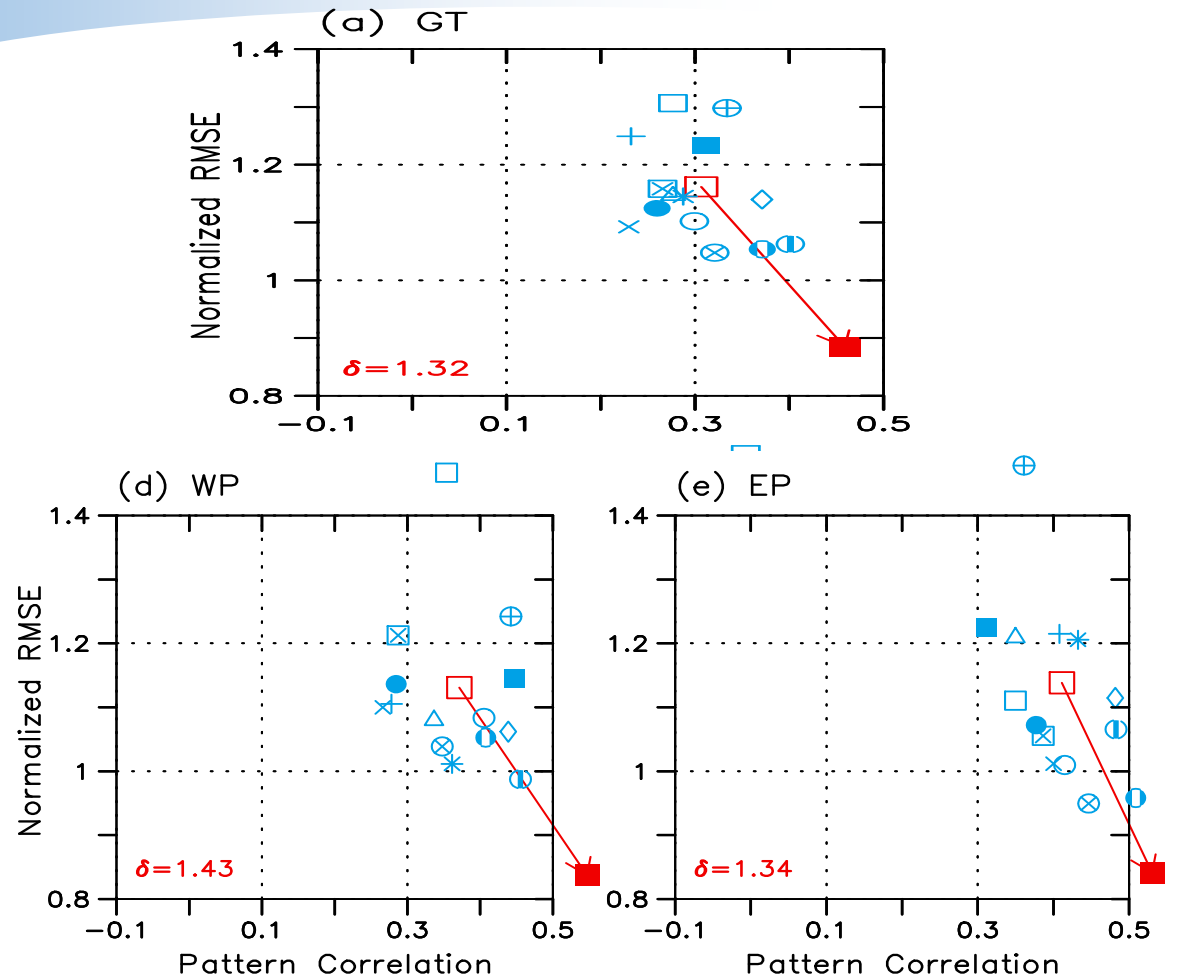 (a) GT
1.4
1.2
1
0.8
Normalized RMSE
δ=1.32
−0.1 0.1 0.3 0.5
(d) WP
1.4
1.2
1
0.8
Normalized RMSE
δ=1.43
−0.1 0.1 0.3 0.5
Pattern Correlation
(e) EP
1.4
1.2
1
0.8
δ=1.34
−0.1 0.1 0.3 0.5
Pattern Correlation